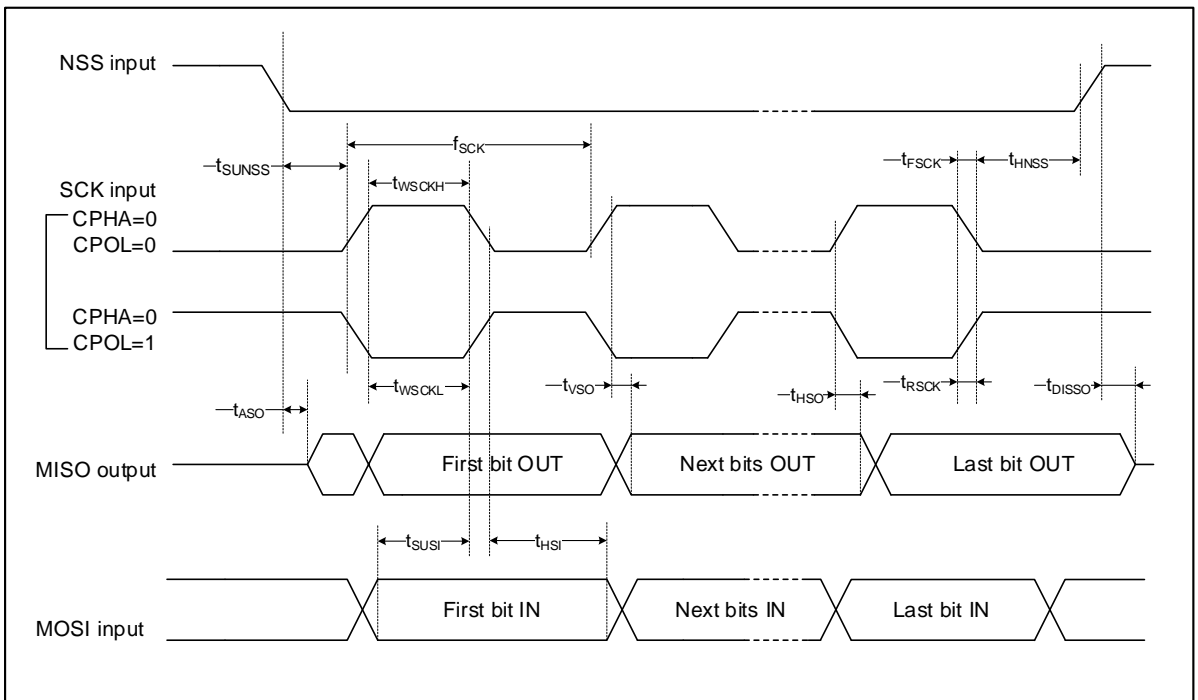 NSS input
fSCK
tSUNSS
tFSCK
tHNSS
SCK input
tWSCKH
CPHA=0
CPOL=0
CPHA=0
CPOL=1
tWSCKL
tVSO
tHSO
tRSCK
tDISSO
tASO
MISO output
First bit OUT
Next bits OUT
Last bit OUT
tSUSI
tHSI
MOSI input
First bit IN
Next bits IN
Last bit IN